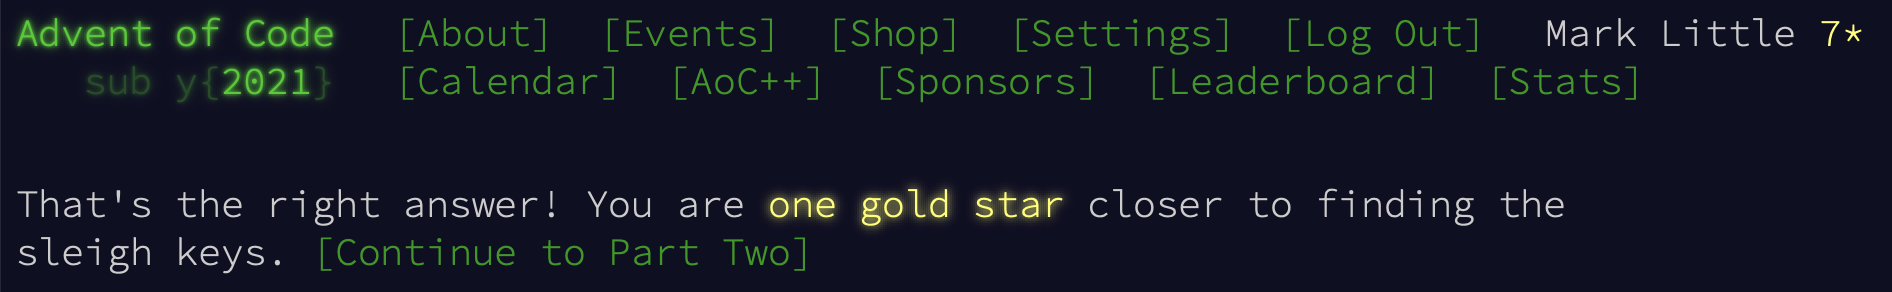 Advent of Code [About] [Events] [Shop] [Settings] [Log Out] Mark Little 7*
sub y{2021} [Calendar] [AoC++] [Sponsors] [Leaderboard] [Stats]
That's the right answer! You are one gold star closer to finding the
sleigh keys. [Continue to Part Two]